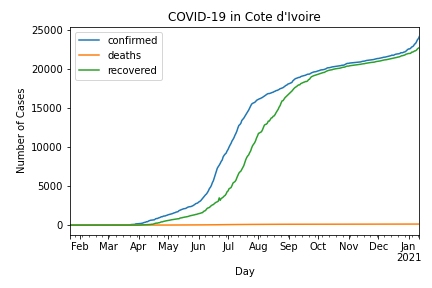 COVID-19 in Cote d'Ivoire
confirmed
deaths
recovered
Number of Cases
25000
20000
15000
10000
5000
0
Feb Mar Apr May Jun Jul Aug Sep Oct Nov Dec Jan
2021
Day